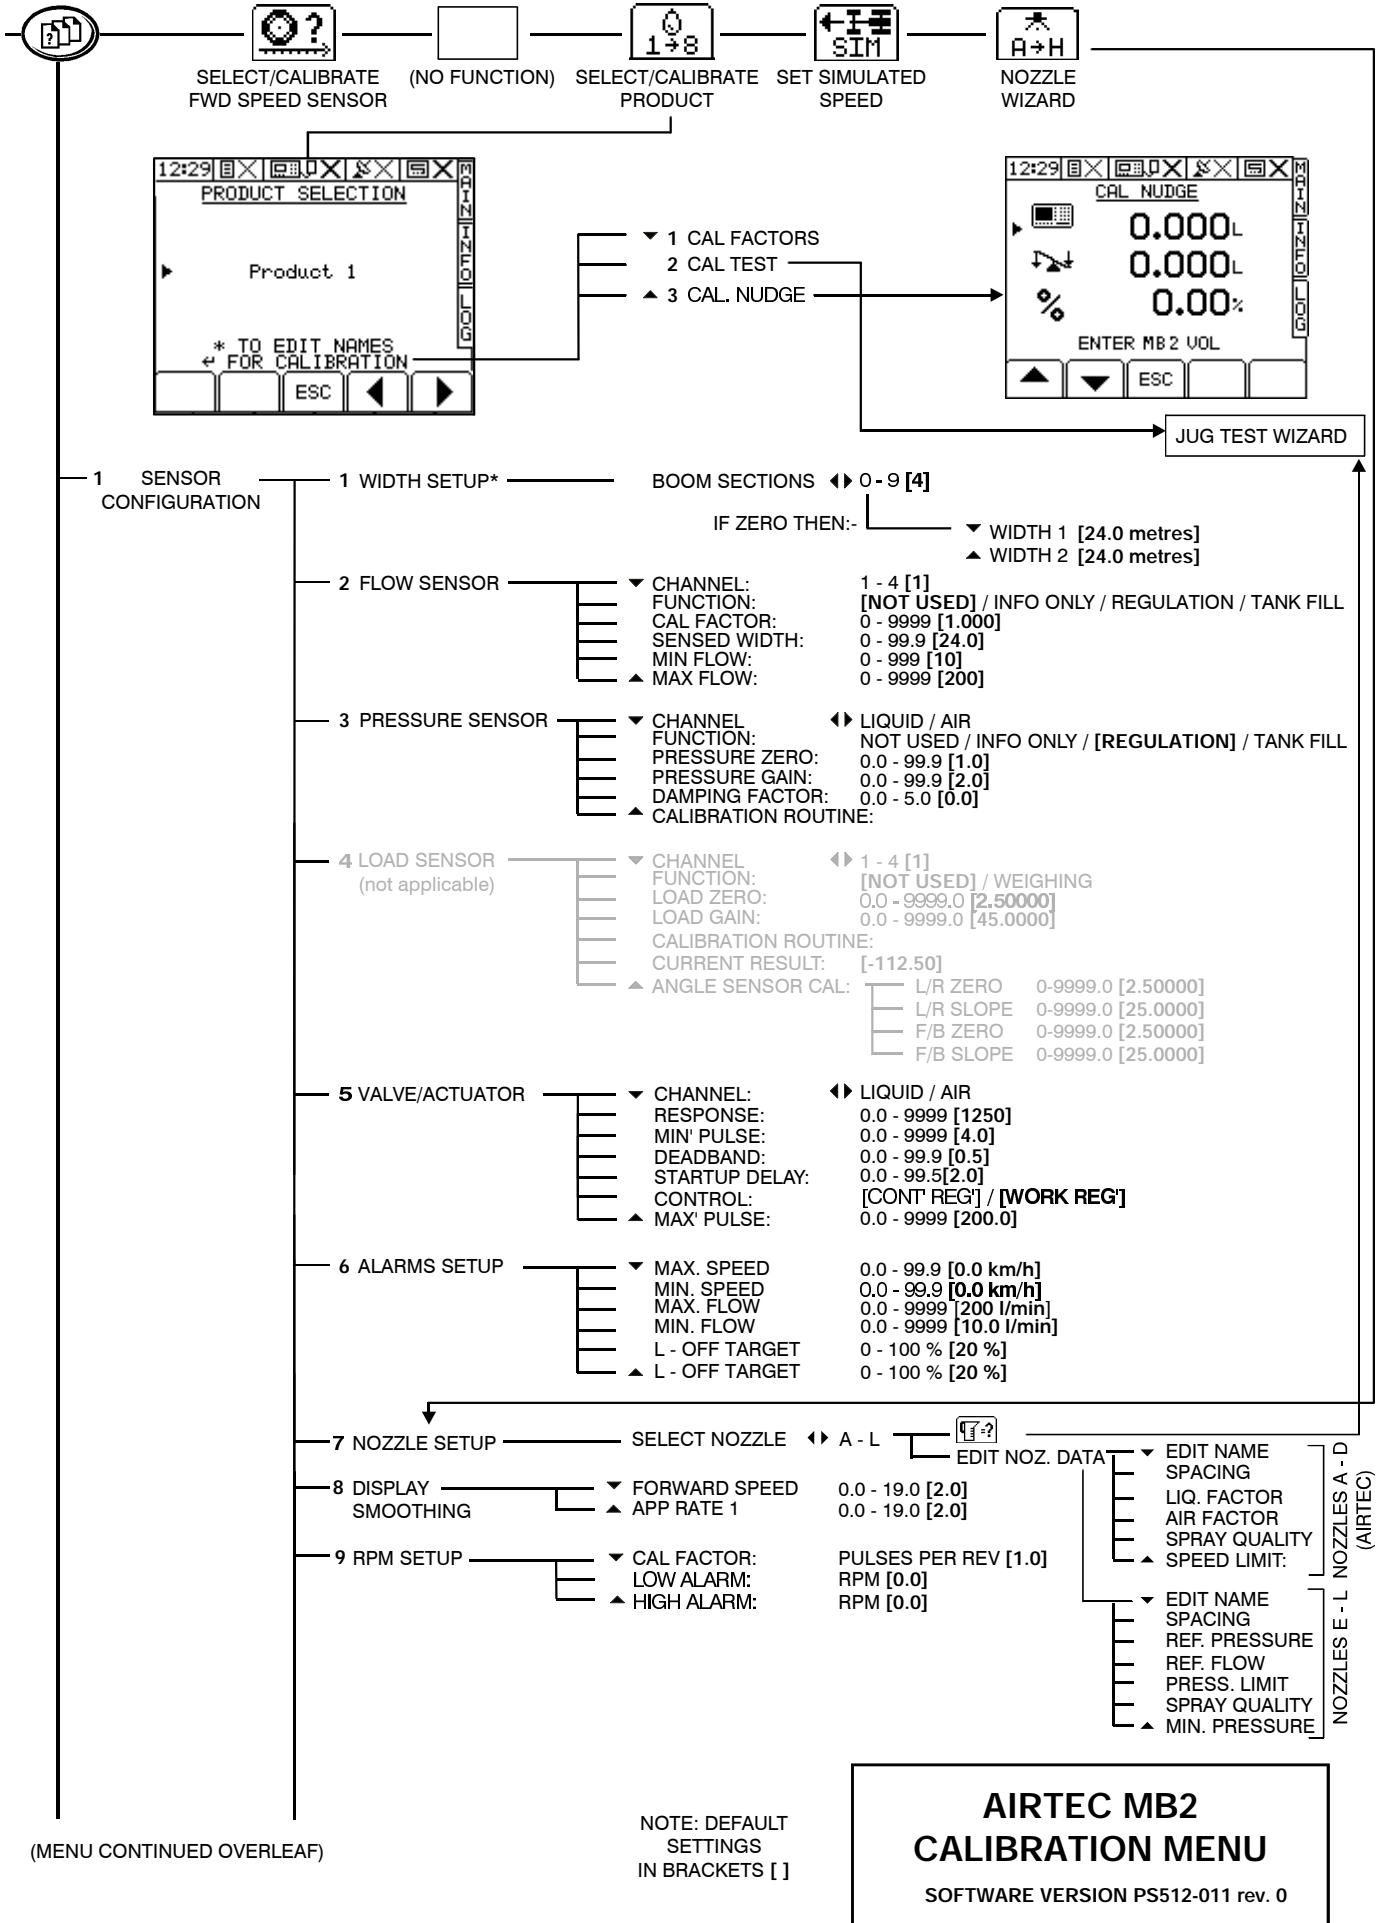 ?
1→8
SIM
A→H
SELECT/CALIBRATE
FWD SPEED SENSOR
(NO FUNCTION)
SELECT/CALIBRATE
PRODUCT
SET SIMULATED
SPEED
NOZZLE
WIZARD
12:29
PRODUCT SELECTION
Product 1
* TO EDIT NAMES
↵ FOR CALIBRATION
ESC
MAIN INFO LOG
1 CAL FACTORS
2 CAL TEST
3 CAL. NUDGE
12:29
CAL NUDGE
0.000L
0.000L
% 0.00%
ENTER MB2 VOL
ESC
MAIN INFO LOG
JUG TEST WIZARD
1 SENSOR
CONFIGURATION
1 WIDTH SETUP*
BOOM SECTIONS 0 - 9 [4]
IF ZERO THEN:-
WIDTH 1 [24.0 metres]
WIDTH 2 [24.0 metres]
2 FLOW SENSOR
CHANNEL: 1 - 4 [1]
FUNCTION: [NOT USED] / INFO ONLY / REGULATION / TANK FILL
CAL FACTOR: 0 - 9999 [1.000]
SENSED WIDTH: 0 - 99.9 [24.0]
MIN FLOW: 0 - 999 [10]
MAX FLOW: 0 - 9999 [200]
3 PRESSURE SENSOR
CHANNEL LIQUID / AIR
FUNCTION: NOT USED / INFO ONLY / [REGULATION] / TANK FILL
PRESSURE ZERO: 0.0 - 99.9 [1.0]
PRESSURE GAIN: 0.0 - 99.9 [2.0]
DAMPING FACTOR: 0.0 - 5.0 [0.0]
CALIBRATION ROUTINE:
4 LOAD SENSOR
(not applicable)
CHANNEL 1 - 4 [1]
FUNCTION: [NOT USED] / WEIGHING
LOAD ZERO: 0.0 - 9999.0 [2.50000]
LOAD GAIN: 0.0 - 9999.0 [45.0000]
CALIBRATION ROUTINE:
CURRENT RESULT: [-112.50]
ANGLE SENSOR CAL:
L/R ZERO 0-9999.0 [2.50000]
L/R SLOPE 0-9999.0 [25.0000]
F/B ZERO 0-9999.0 [2.50000]
F/B SLOPE 0-9999.0 [25.0000]
5 VALVE/ACTUATOR
CHANNEL: LIQUID / AIR
RESPONSE: 0.0 - 9999 [1250]
MIN' PULSE: 0.0 - 9999 [4.0]
DEADBAND: 0.0 - 99.9 [0.5]
STARTUP DELAY: 0.0 - 99.5[2.0]
CONTROL: [CONT' REG'] / [WORK REG']
MAX' PULSE: 0.0 - 9999 [200.0]
6 ALARMS SETUP
MAX. SPEED 0.0 - 99.9 [0.0 km/h]
MIN. SPEED 0.0 - 99.9 [0.0 km/h]
MAX. FLOW 0.0 - 9999 [200 l/min]
MIN. FLOW 0.0 - 9999 [10.0 l/min]
L - OFF TARGET 0 - 100 % [20 %]
L - OFF TARGET 0 - 100 % [20 %]
7 NOZZLE SETUP
SELECT NOZZLE A - L
=?
EDIT NOZ. DATA
EDIT NAME
SPACING
LIQ. FACTOR
AIR FACTOR
SPRAY QUALITY
SPEED LIMIT:
NOZZLES A - D
(AIRTEC)
8 DISPLAY
SMOOTHING
FORWARD SPEED 0.0 - 19.0 [2.0]
APP RATE 1 0.0 - 19.0 [2.0]
9 RPM SETUP
CAL FACTOR: PULSES PER REV [1.0]
LOW ALARM: RPM [0.0]
HIGH ALARM: RPM [0.0]
EDIT NAME
SPACING
REF. PRESSURE
REF. FLOW
PRESS. LIMIT
SPRAY QUALITY
MIN. PRESSURE
NOZZLES E - L
(MENU CONTINUED OVERLEAF)
NOTE: DEFAULT
SETTINGS
IN BRACKETS [ ]
AIRTEC MB2
CALIBRATION MENU
SOFTWARE VERSION PS512-011 rev. 0